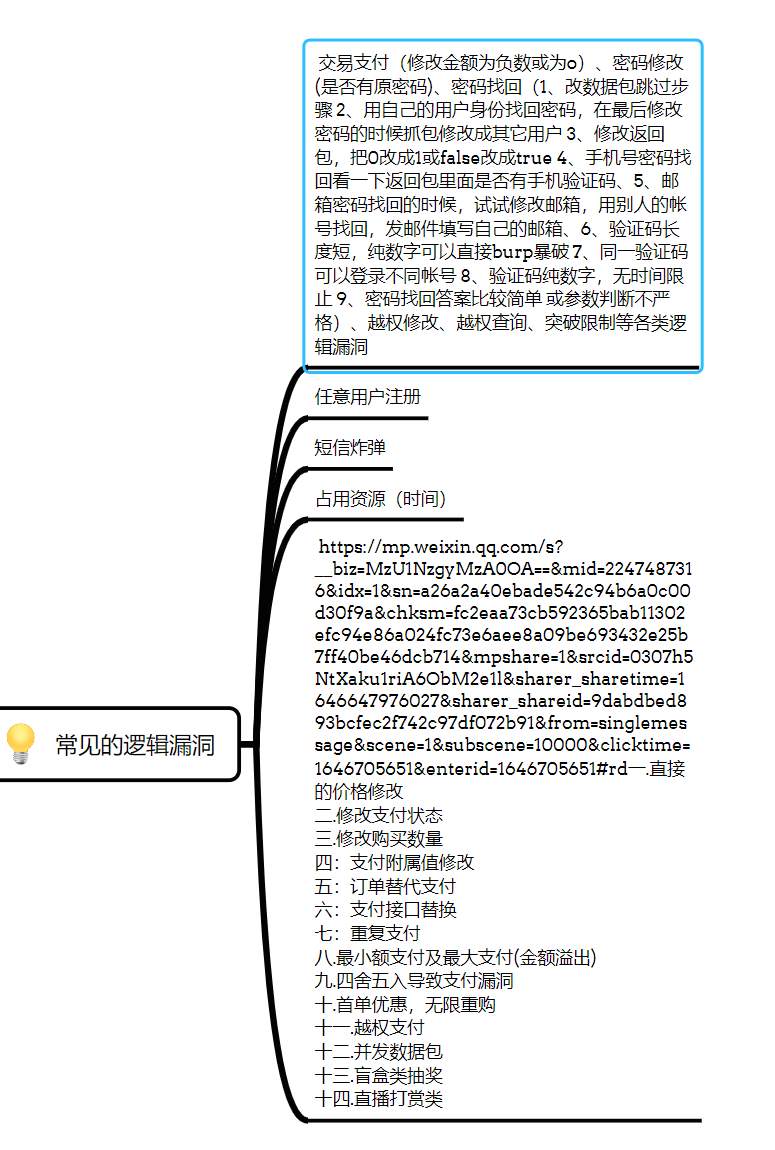 交易支付（修改金额为负数或为0）、密码修改
(是否有原密码)、密码找回（1、改数据包跳过步
骤 2、用自己的用户身份找回密码，在最后修改
密码的时候抓包修改成其它用户 3、修改返回
包，把0改成1或false改成true 4、手机号密码找
回看一下返回包里面是否有手机验证码、5、邮
箱密码找回的时候，试试修改邮箱，用别人的帐
号找回，发邮件填写自己的邮箱、6、验证码长
度短，纯数字可以直接burp暴破 7、同一验证码
可以登录不同帐号 8、验证码纯数字，无时间限
止 9、密码找回答案比较简单 或参数判断不严
格）、越权修改、越权查询、突破限制等各类逻
辑漏洞
任意用户注册
短信炸弹
占用资源（时间）
常见的逻辑漏洞
https://mp.weixin.qq.com/s?
__biz=MzU1NzgyMzA0OA==&mid=224748731
6&idx=1&sn=a26a2a40ebade542c94b6a0c00
d30f9a&chksm=fc2eaa73cb592365bab11302
efc94e86a024fc73e6aee8a09be693432e25b
7ff40be46dcb714&mpshare=1&srcid=0307h5
NtXaku1riA6ObM2e1l&sharer_sharetime=1
646647976027&sharer_shareid=9dabdbed8
93bcfec2f742c97df072b91&from=singlemes
sage&scene=1&subscene=10000&clicktime=
1646705651&enterid=1646705651#rd一.直接
的价格修改
二.修改支付状态
三.修改购买数量
四：支付附属值修改
五：订单替代支付
六：支付接口替换
七：重复支付
八.最小额支付及最大支付(金额溢出)
九.四舍五入导致支付漏洞
十.首单优惠，无限重购
十一.越权支付
十二.并发数据包
十三.盲盒类抽奖
十四.直播打赏类